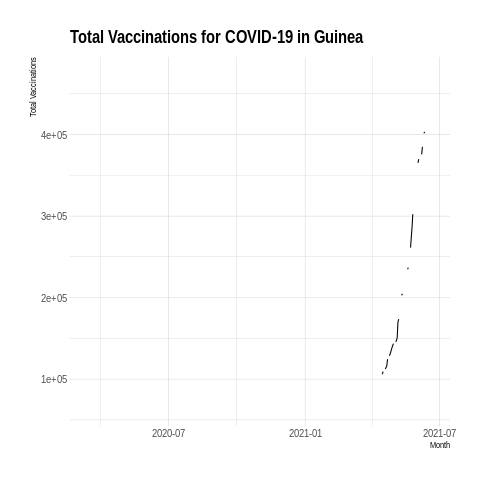 Total Vaccinations for COVID-19 in Guinea
Total Vaccinations
4e+05
3e+05
2e+05
1e+05
2020-07
2021-01
2021-07
Month